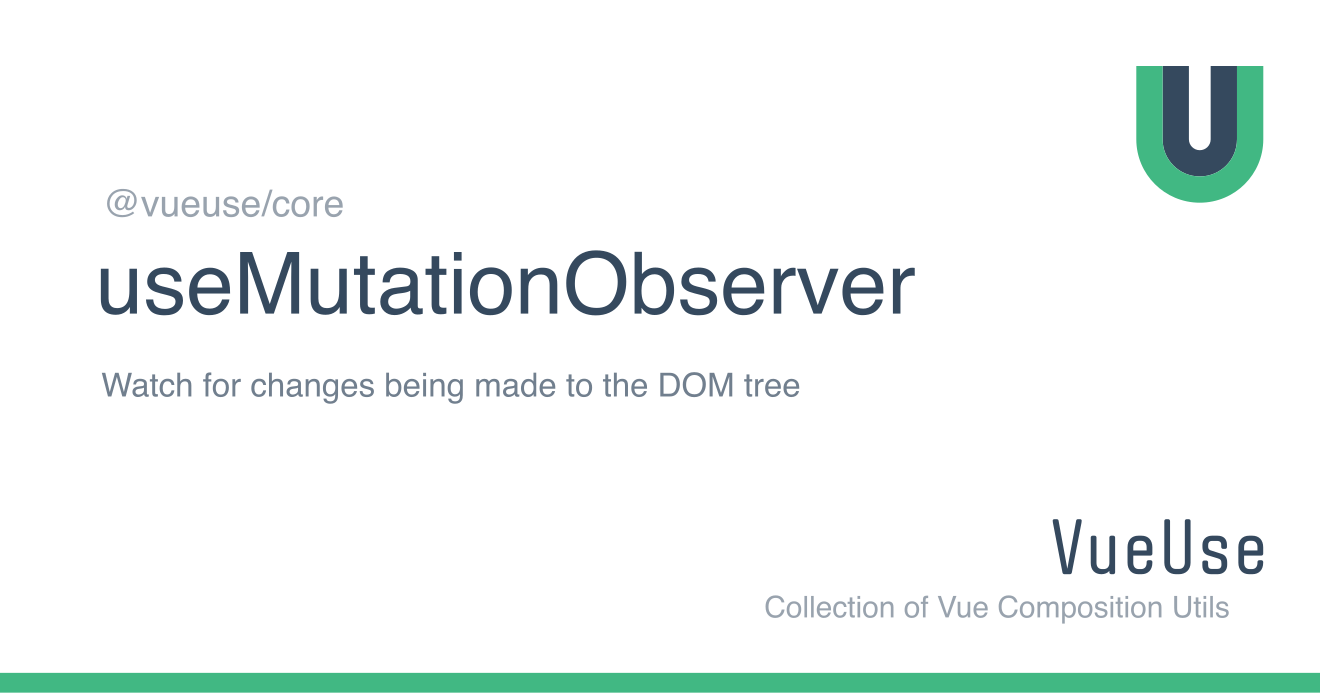 @vueuse/core
useMutationObserver
Watch for changes being made to the DOM tree
VueUse
Collection of Vue Composition Utils